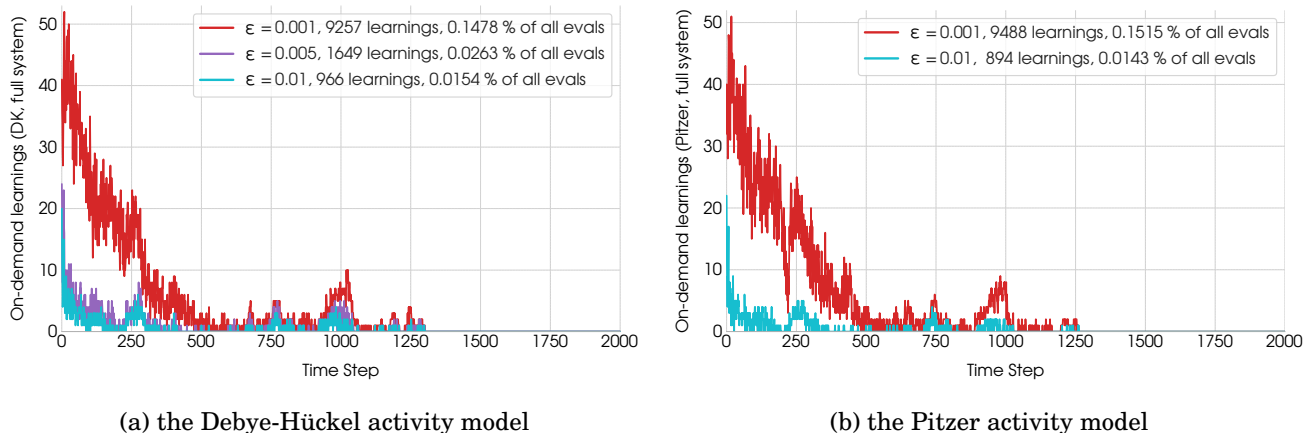 On-demand learnings (DK, full system)
50
40
30
20
10
0
ε = 0.001, 9257 learnings, 0.1478 % of all evals
ε = 0.005, 1649 learnings, 0.0263 % of all evals
ε = 0.01, 966 learnings, 0.0154 % of all evals
0 250 500 750 1000 1250 1500 1750 2000
Time Step
(a) the Debye-Hückel activity model
On-demand learnings (Pitzer, full system)
50
40
30
20
10
0
ε = 0.001, 9488 learnings, 0.1515 % of all evals
ε = 0.01, 894 learnings, 0.0143 % of all evals
0 250 500 750 1000 1250 1500 1750 2000
Time Step
(b) the Pitzer activity model